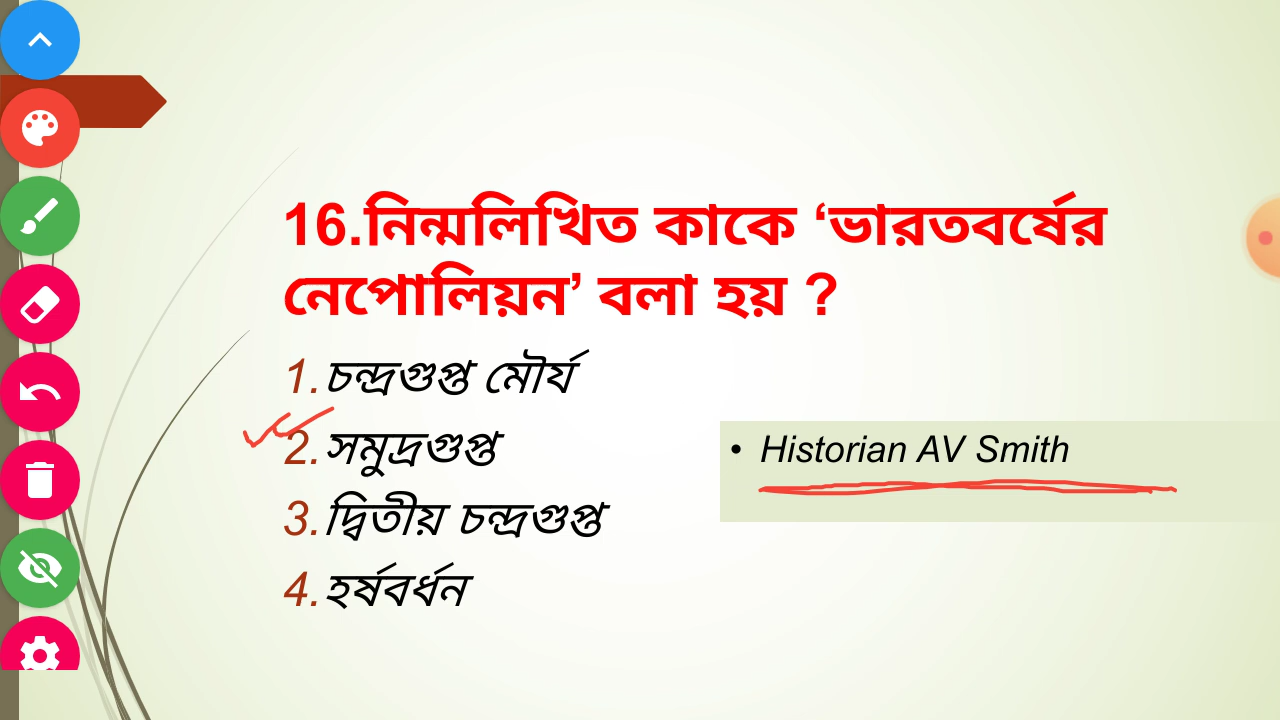 16.নিন্মলিখিত কাকে ‘ভারতবর্ষের
নেপোলিয়ন’ বলা হয় ?
1. চন্দ্রগুপ্ত মৌর্য
2. সমুদ্রগুপ্ত
3. দ্বিতীয় চন্দ্রগুপ্ত
4. হর্ষবর্ধন
• Historian AV Smith